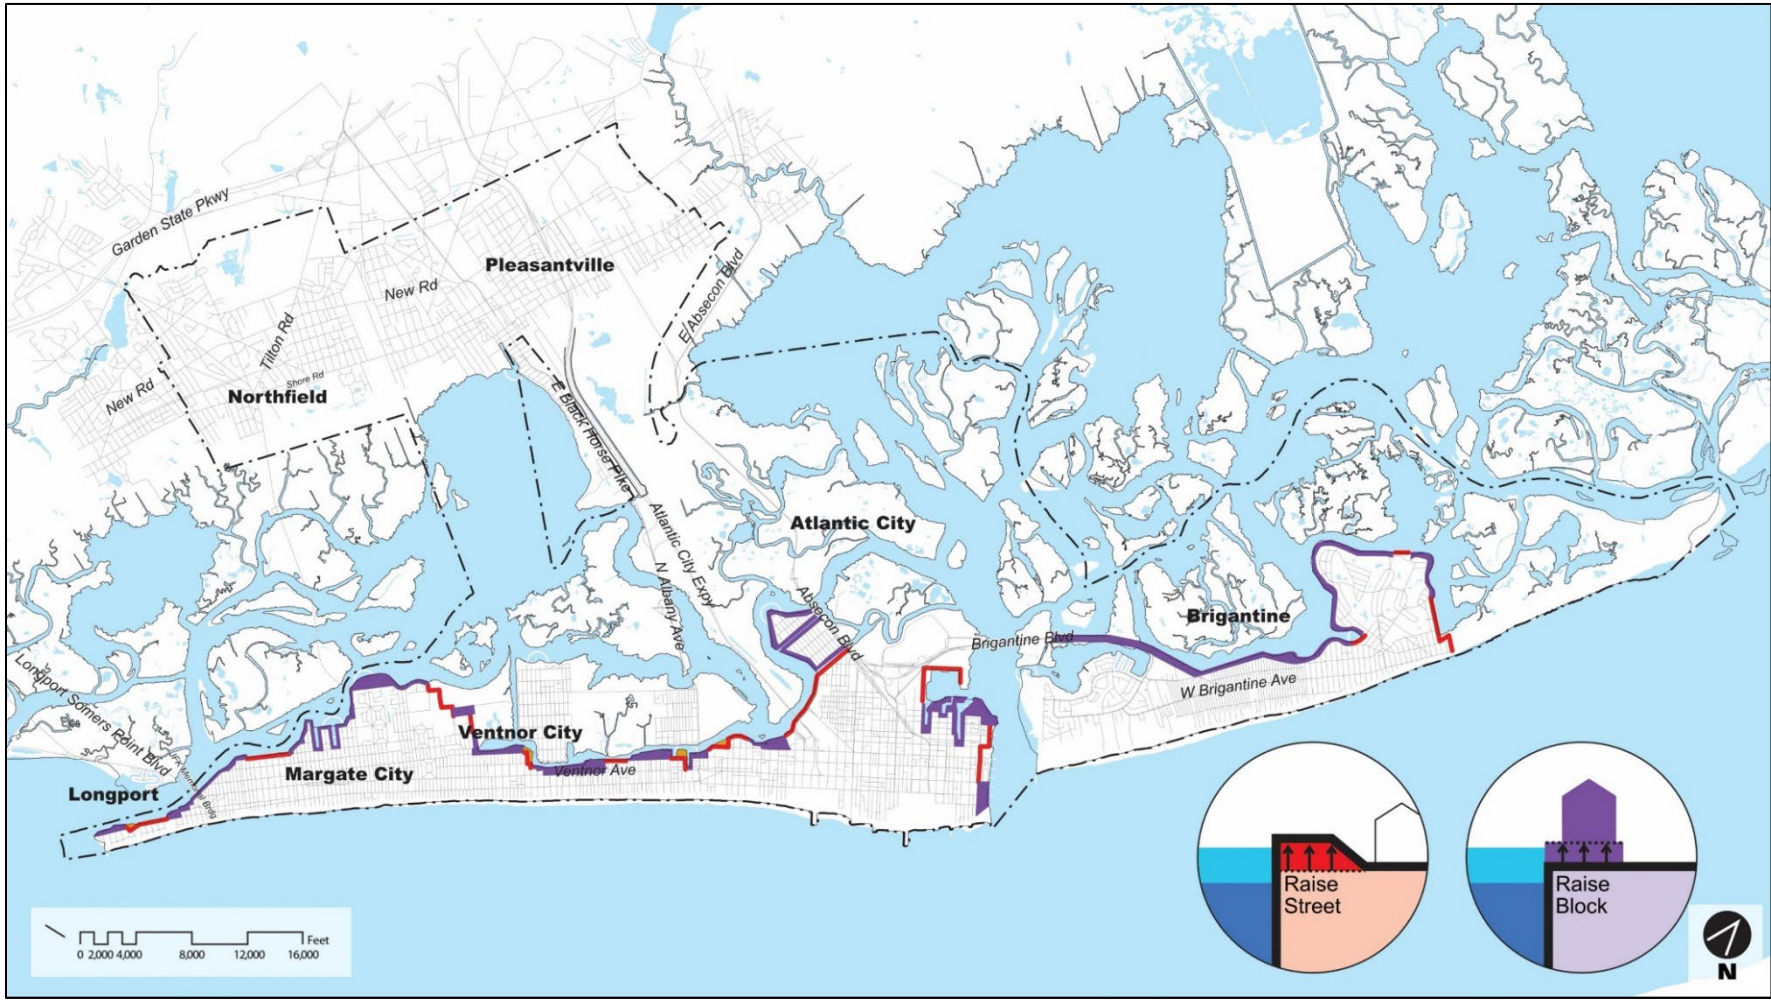 Garden State Pkwy
Pleasantville
E Absecon Blvd
New Rd
Tilton Rd
Shore Rd
New Rd
Northfield
E Black Horse Pike
Atlantic City Expy
N Albany Ave
Atlantic City
Absecon Blvd
Brigantine
Brigantine Blvd
W Brigantine Ave
Longport Somers Point Blvd
JFK Memorial Brdg
Ventnor City
Ventnor Ave
Margate City
Longport
Raise
Street
Raise
Block
Feet
0 2,000 4,000 8,000 12,000 16,000
N